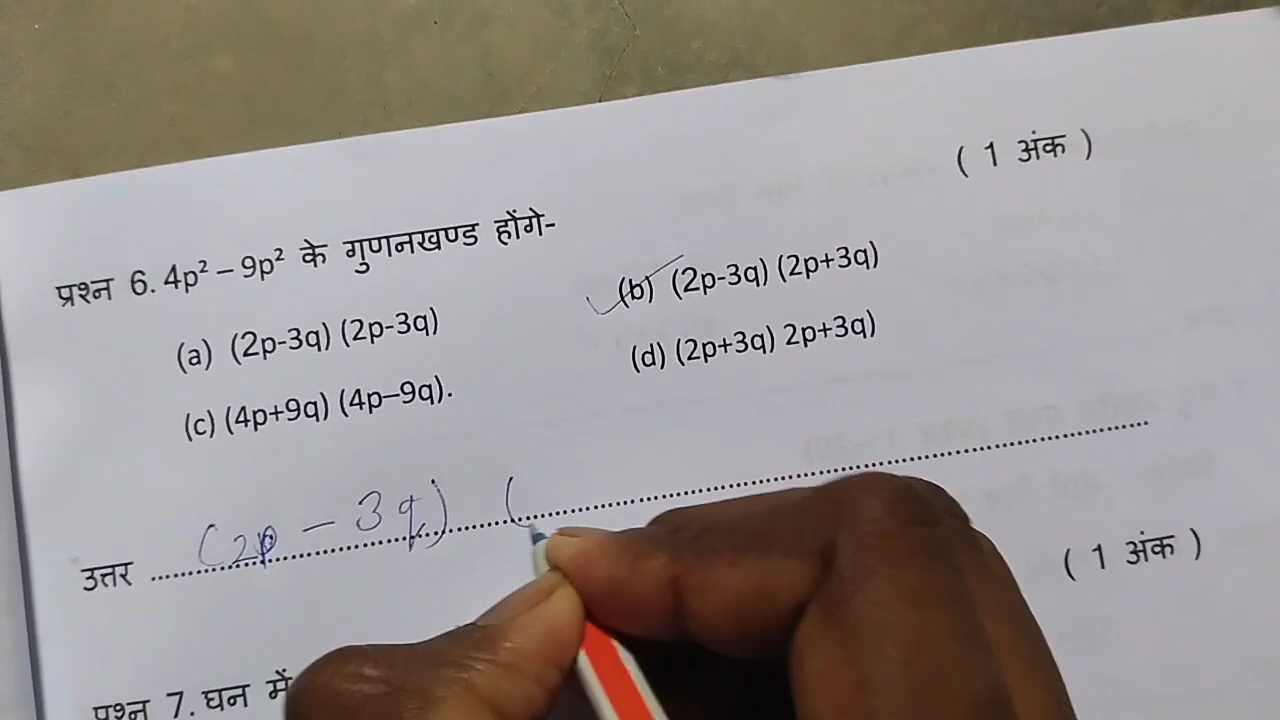 ( 1 अंक )
प्रश्न 6. 4p² – 9p² के गुणनखण्ड होंगे-
(a) (2p-3q) (2p-3q)
(b) (2p-3q) (2p+3q)
(c) (4p+9q) (4p–9q).
(d) (2p+3q) 2p+3q)
उत्तर (2p – 3q) (
( 1 अंक )
प्रश्न 7. घन में